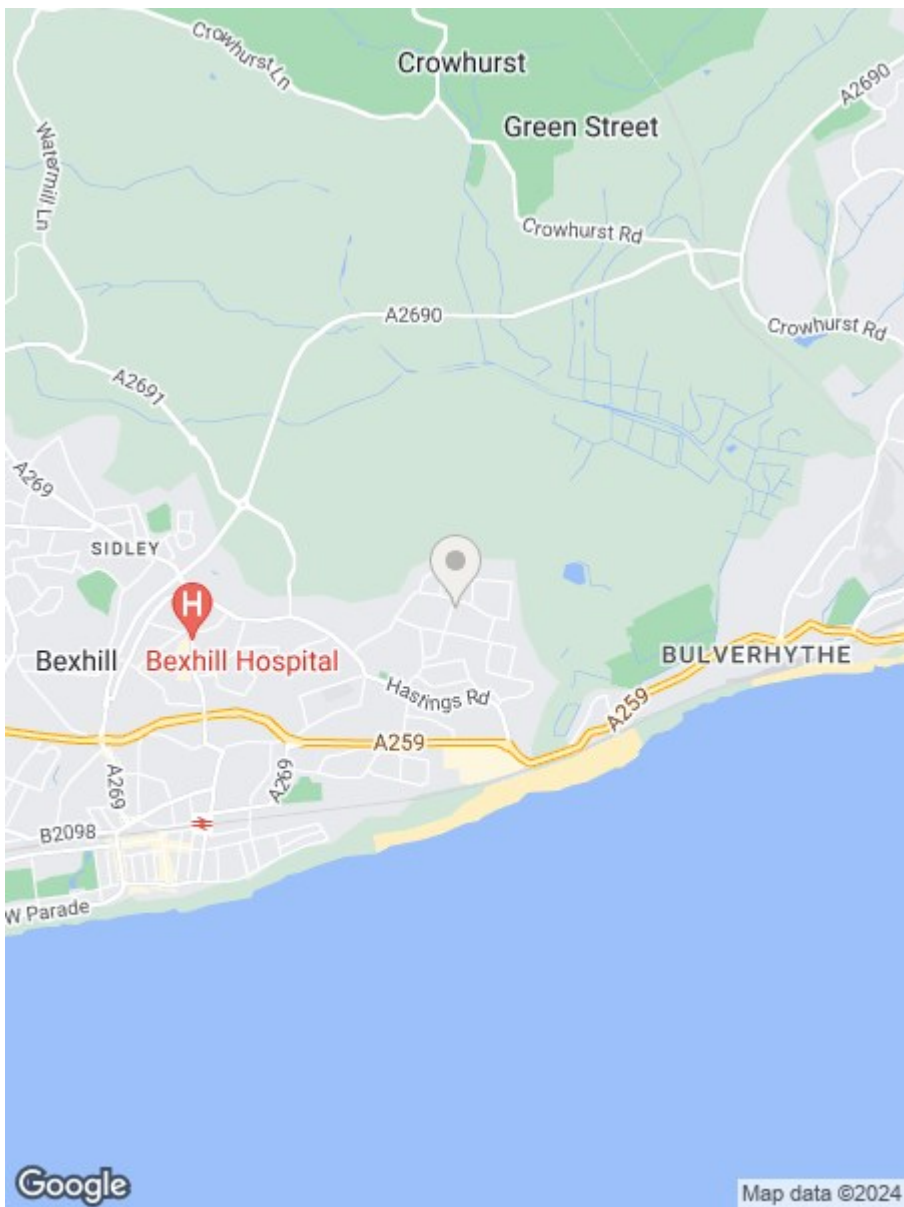 Crowhurst Ln
Crowhurst
A2690
Green Street
Watermill Ln
Crowhurst Rd
A2690
Crowhurst Rd
A2691
A269
SIDLEY
H
Bexhill
Bexhill Hospital
BULVERHYTHE
Hastings Rd
A259
A259
A269
A269
B2098
W Parade
Google
Map data ©2024